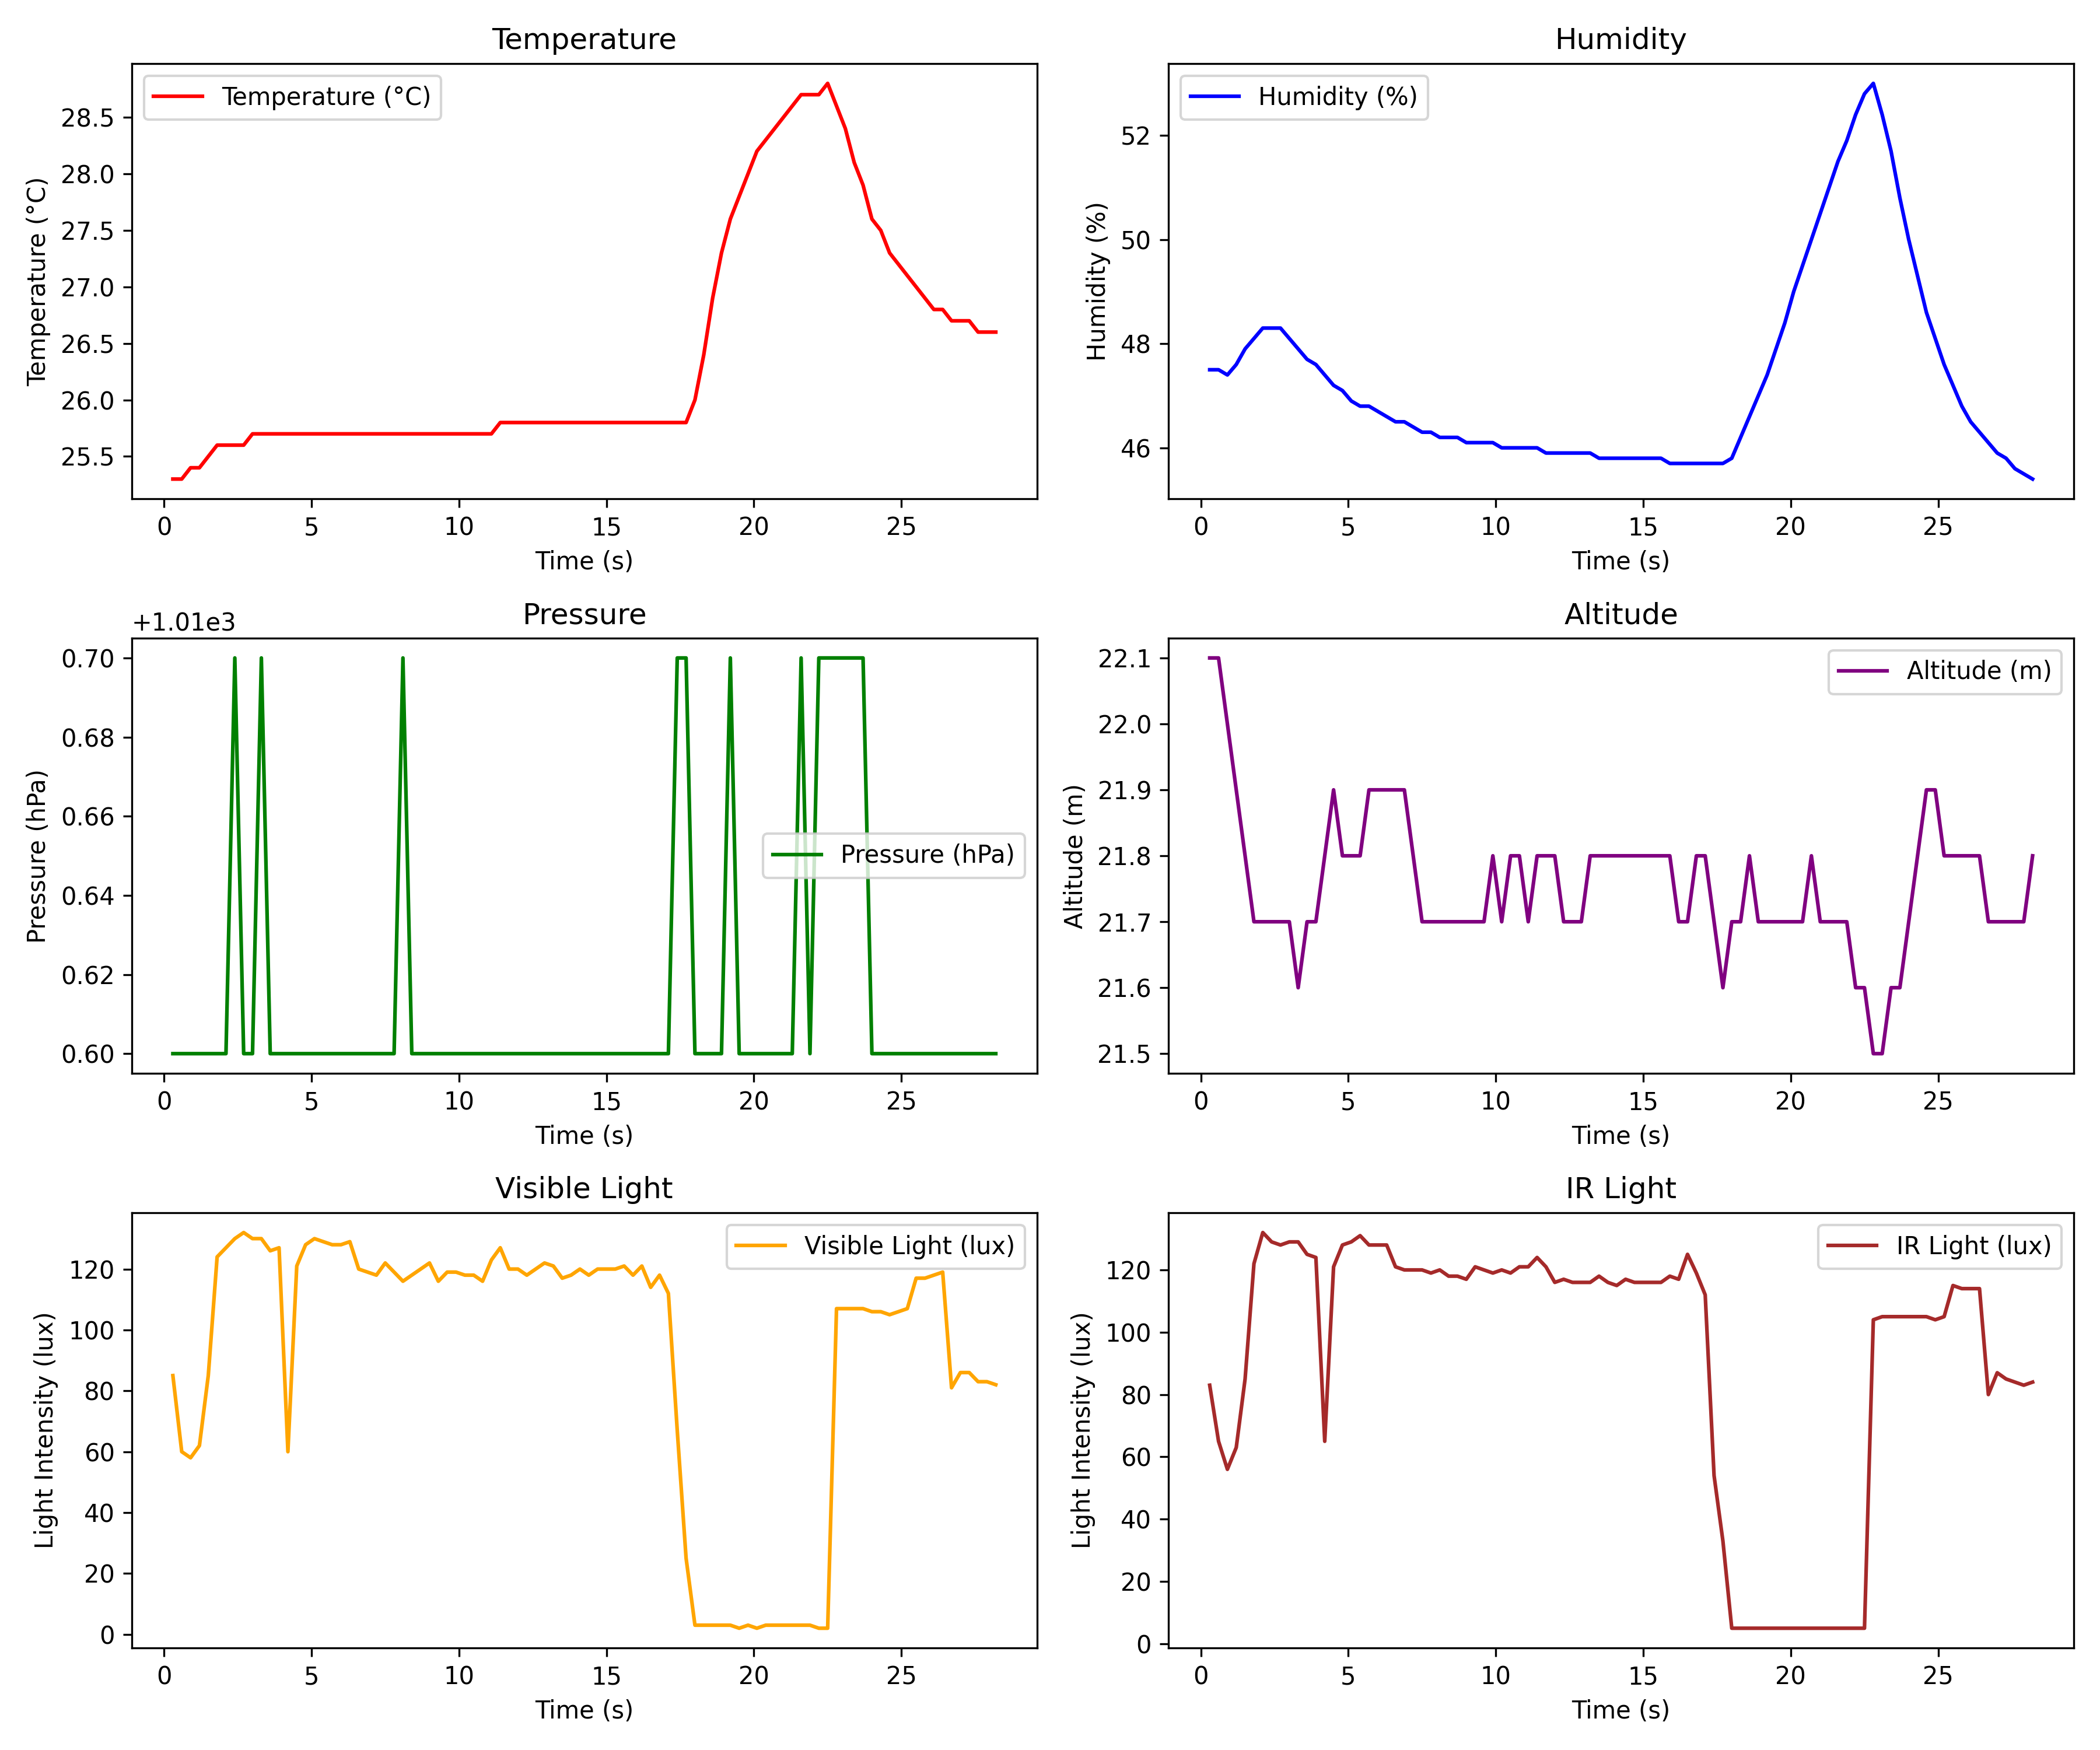 Temperature
Temperature (°C)
Temperature (°C)
28.5
28.0
27.5
27.0
26.5
26.0
25.5
0 5 10 15 20 25
Time (s)
Humidity
Humidity (%)
Humidity (%)
52
50
48
46
0 5 10 15 20 25
Time (s)
Pressure
+1.01e3
Pressure (hPa)
Pressure (hPa)
0.70
0.68
0.66
0.64
0.62
0.60
0 5 10 15 20 25
Time (s)
Altitude
Altitude (m)
Altitude (m)
22.1
22.0
21.9
21.8
21.7
21.6
21.5
0 5 10 15 20 25
Time (s)
Visible Light
Visible Light (lux)
Light Intensity (lux)
120
100
80
60
40
20
0
0 5 10 15 20 25
Time (s)
IR Light
IR Light (lux)
Light Intensity (lux)
120
100
80
60
40
20
0
0 5 10 15 20 25
Time (s)